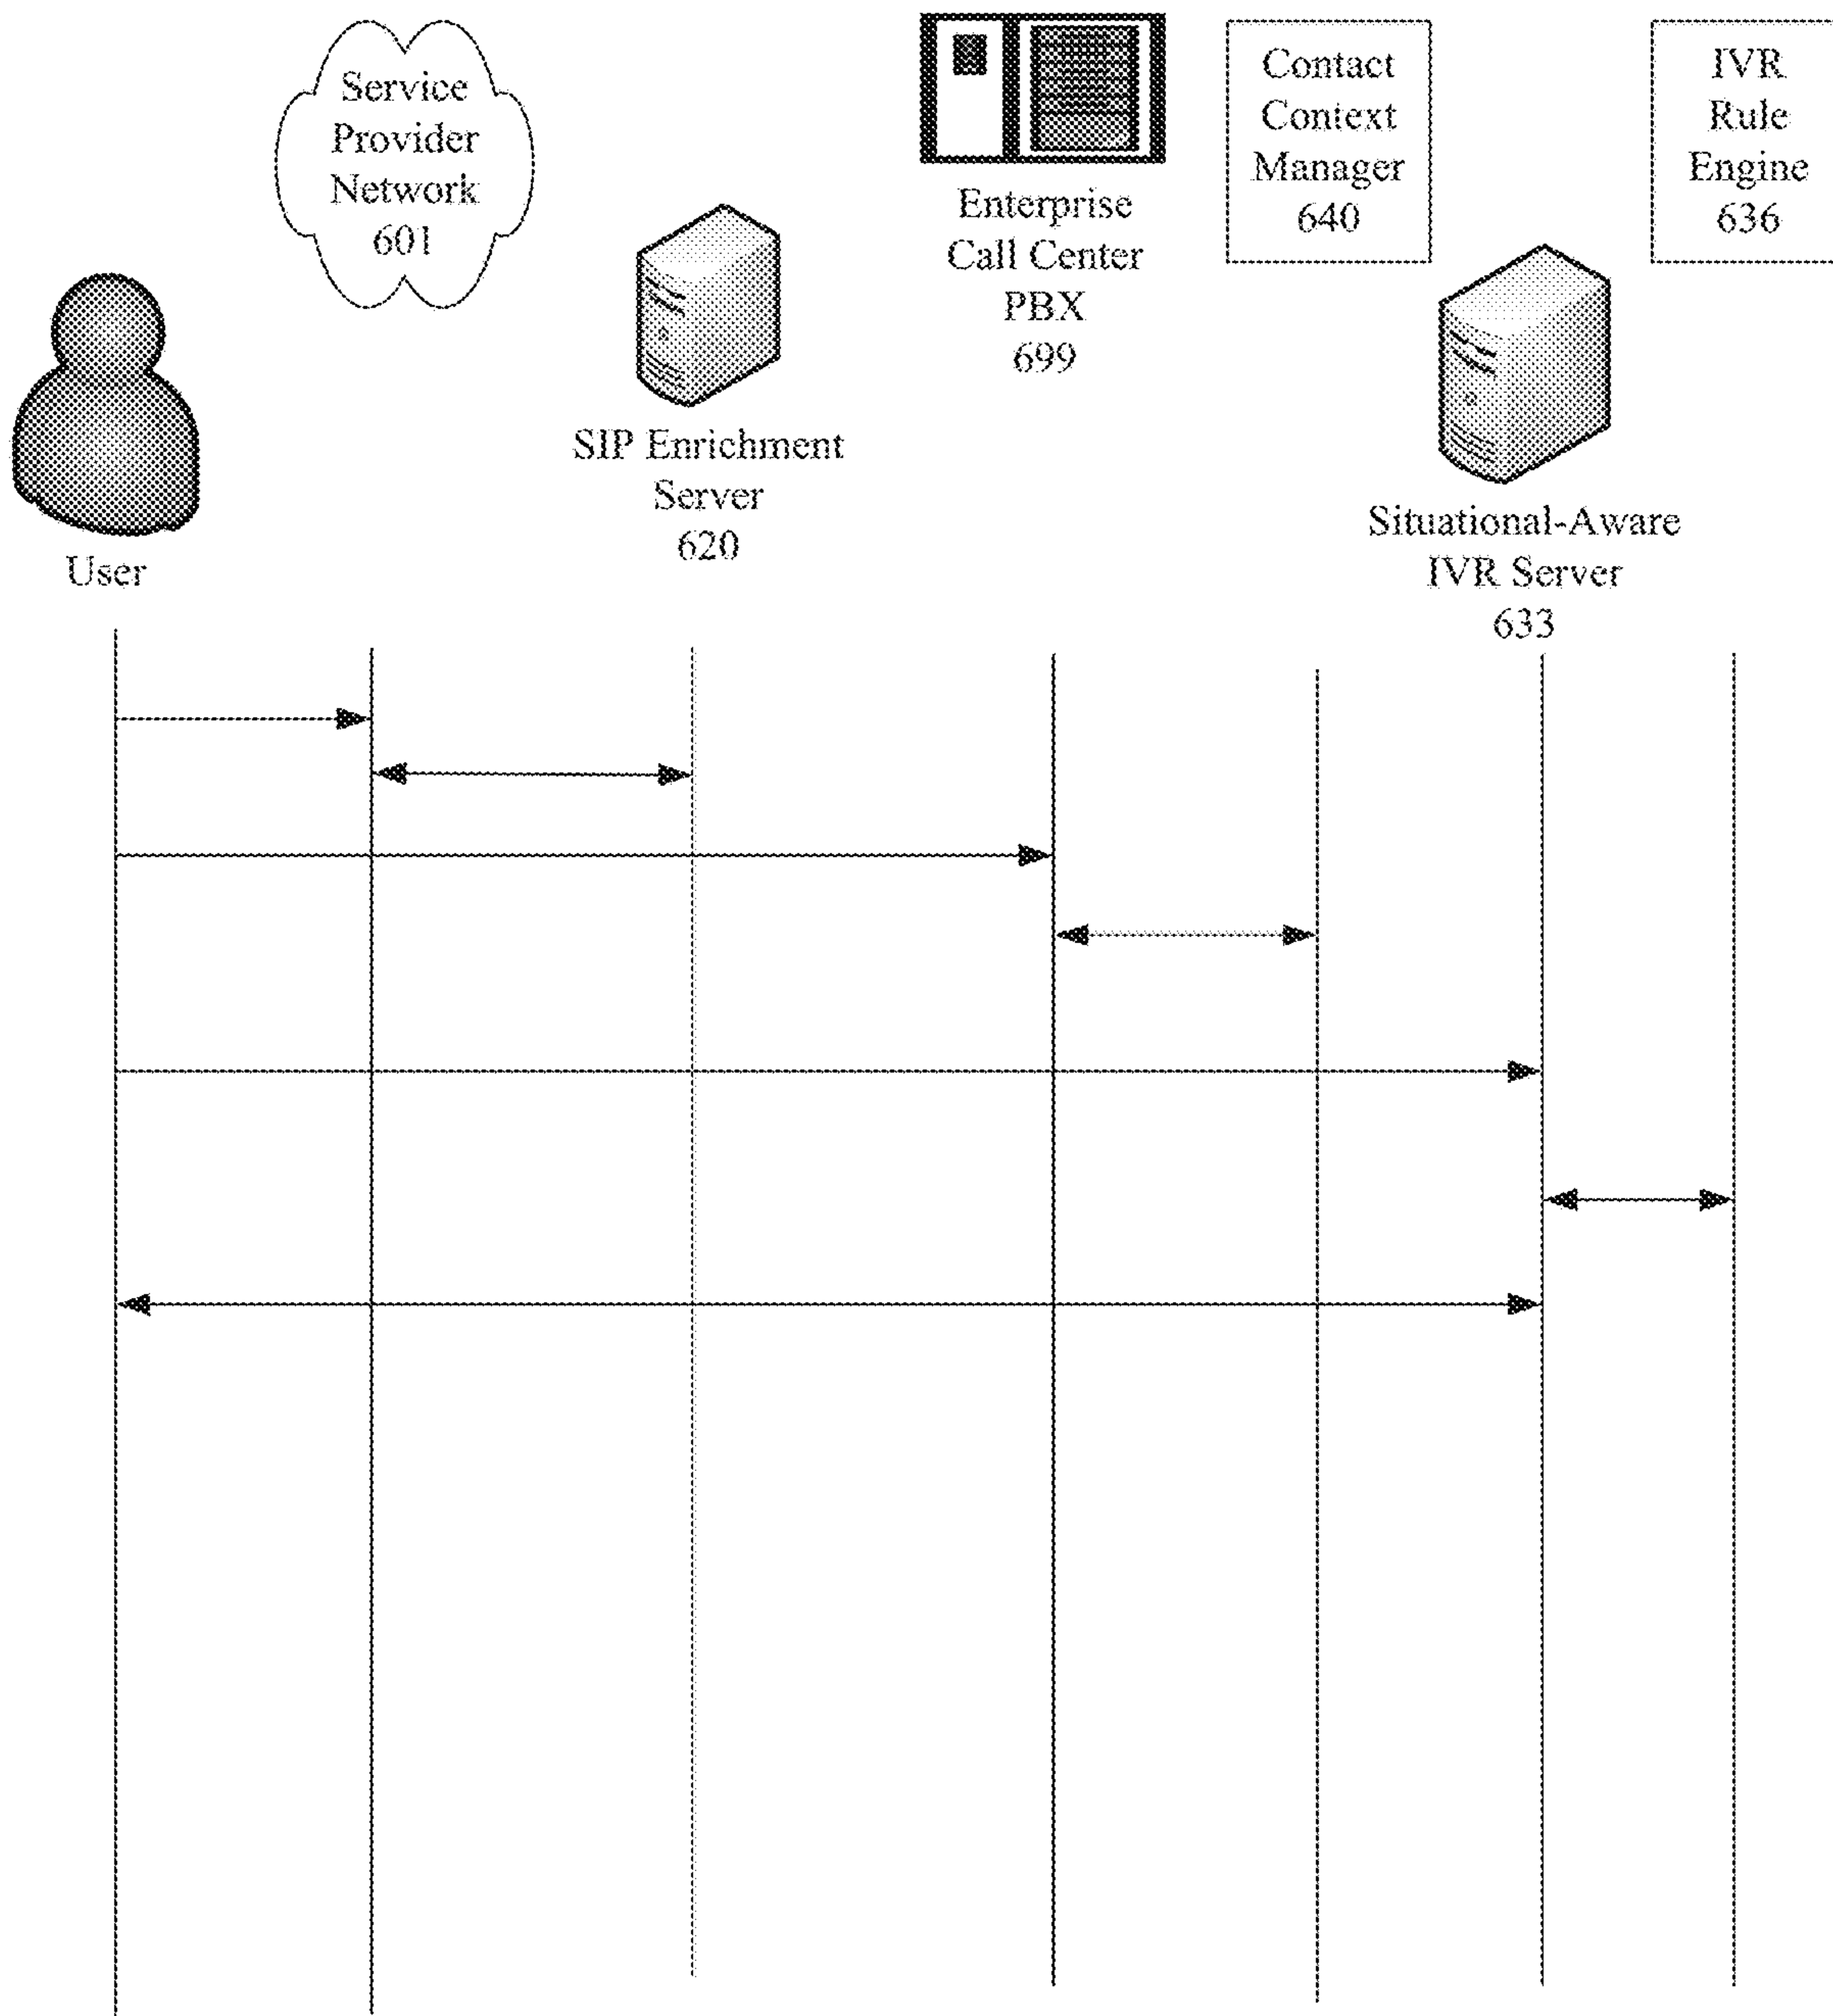 Service
Provider
Network
601
User
SIP Enrichment
Server
620
Enterprise
Call Center
PBX
699
Contact
Context
Manager
640
Situational-Aware
IVR Server
633
IVR
Rule
Engine
636